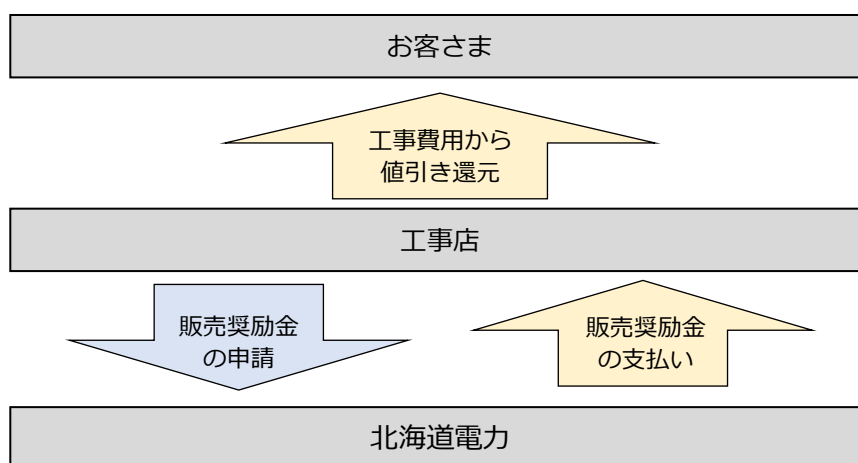 お客さま
工事費用から
値引き還元
工事店
販売奨励金
の申請
販売奨励金
の支払い
北海道電力